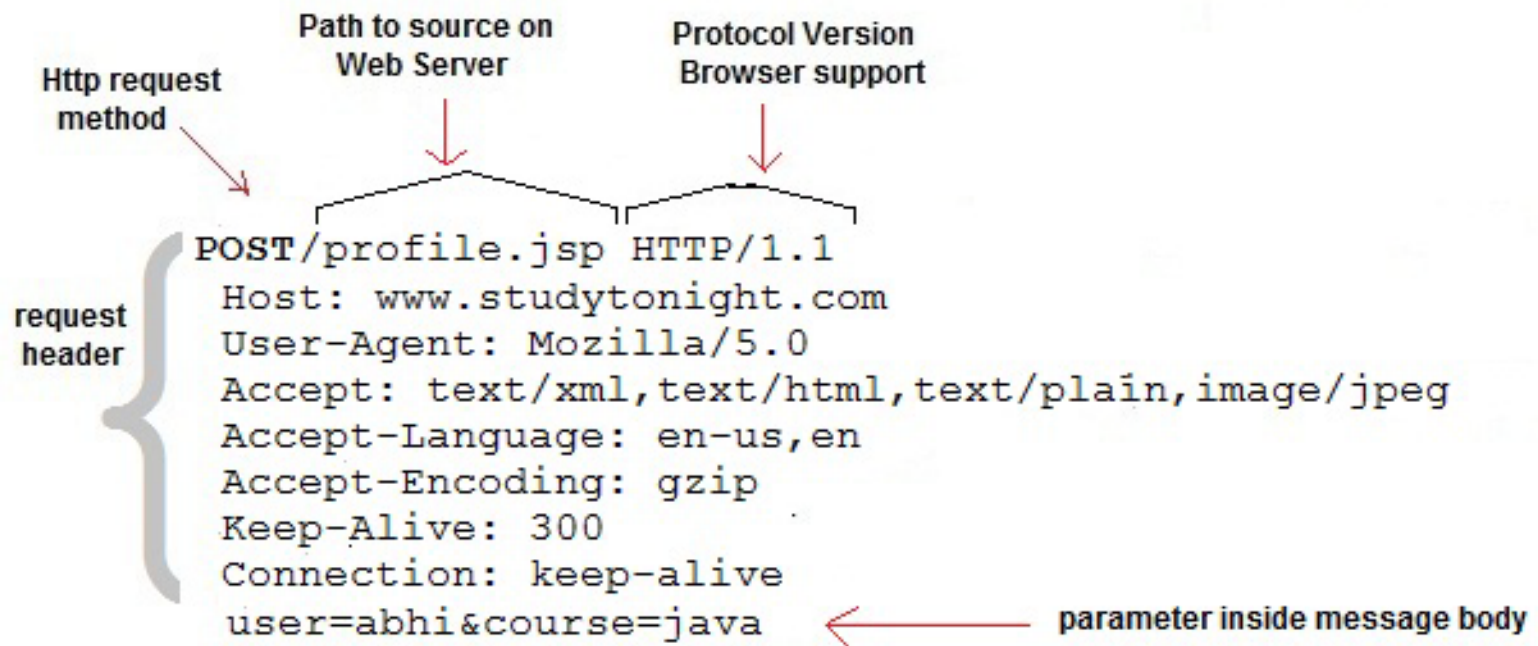 Path to source on
Web Server
Protocol Version
Browser support
Http request
method
POST/profile.jsp HTTP/1.1
Host: www.studytonight.com
request
header
User-Agent: Mozilla/5.0
Accept: text/xml,text/html,text/plain,image/jpeg
Accept-Language: en-us,en
Accept-Encoding: gzip
Keep-Alive: 300
Connection: keep-alive
user=abhi&course=java
parameter inside message body